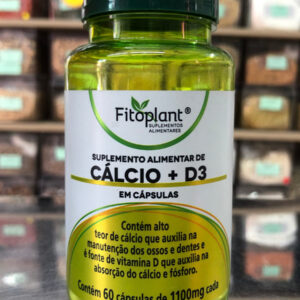 Fitoplant®
SUPLEMENTOS
ALIMENTARES
SUPLEMENTO ALIMENTAR DE
CÁLCIO + D3
EM CÁPSULAS
Contém alto
teor de cálcio que auxilia na
manutenção dos ossos e dentes e
é fonte de vitamina D que auxilia na
absorção do cálcio e fósforo.
Contém 60 cápsulas de 1100mg cada